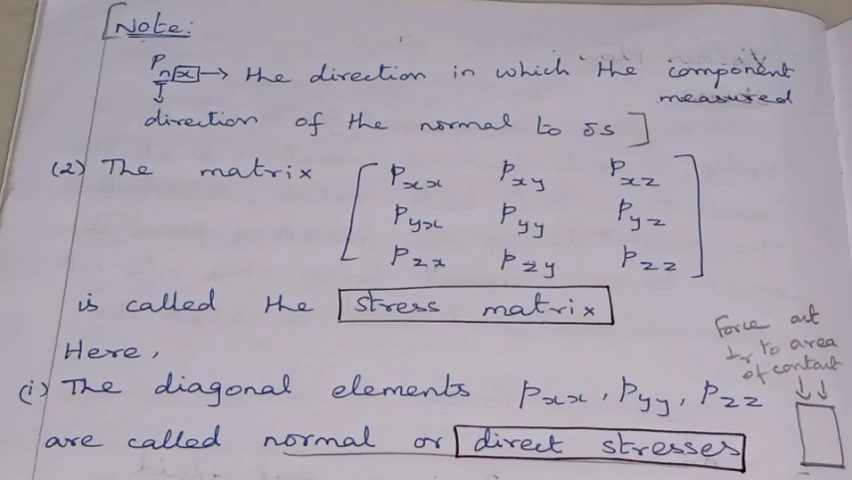 [Note:
Pnx → the direction in which the component
measured
↓
direction of the normal to δs ]
(2) The matrix [ Pxx Pxy Pxz
Pyx Pyy Pyz
Pzx Pzy Pzz ]
is called the stress matrix
Here,
(i) The diagonal elements Pxx, Pyy, Pzz
are called normal or direct stresses
Force act
⊥r to area
of contact
↓↓